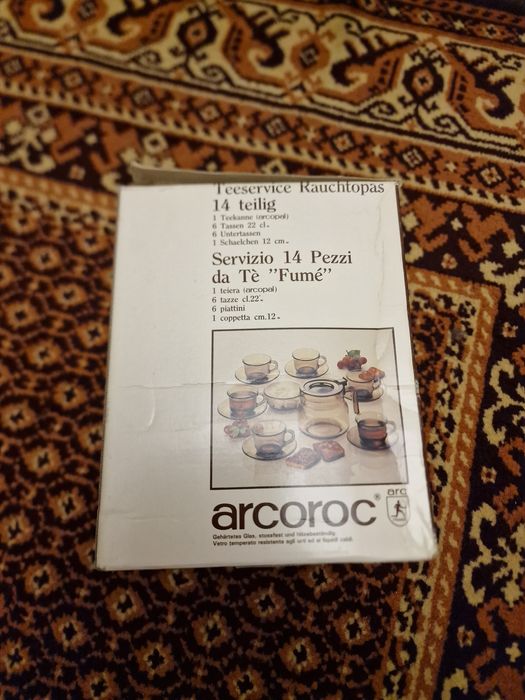 Teeservice Rauchtopas
14 teilig
1 Teekanne (arcopal)
6 Tassen 22 cl.
6 Untertassen
1 Schaelchen 12 cm.
Servizio 14 Pezzi
da Tè "Fumé"
1 teiera (arcopal)
6 tazze cl.22.
6 piattini
1 coppetta cm.12.
arcoroc®
arc
Gehärtetes Glas, stossfest und hitzebeständig
Vetro temperato resistente agli urti ed ai liquidi caldi.